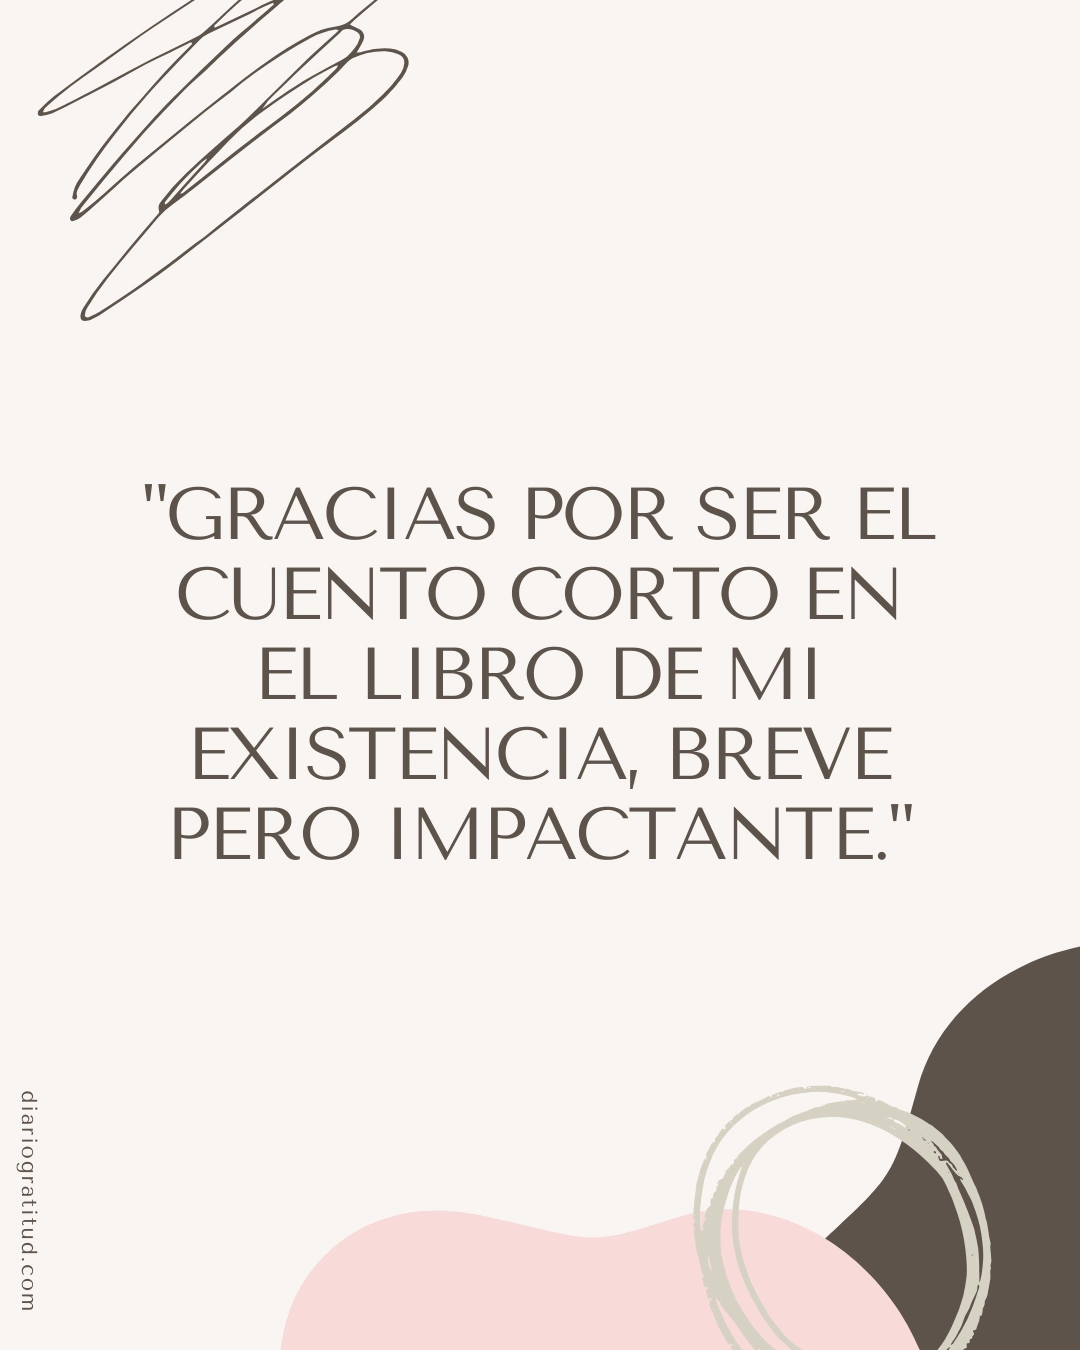 "GRACIAS POR SER EL
CUENTO CORTO EN
EL LIBRO DE MI
EXISTENCIA, BREVE
PERO IMPACTANTE."
diariogratitud.com